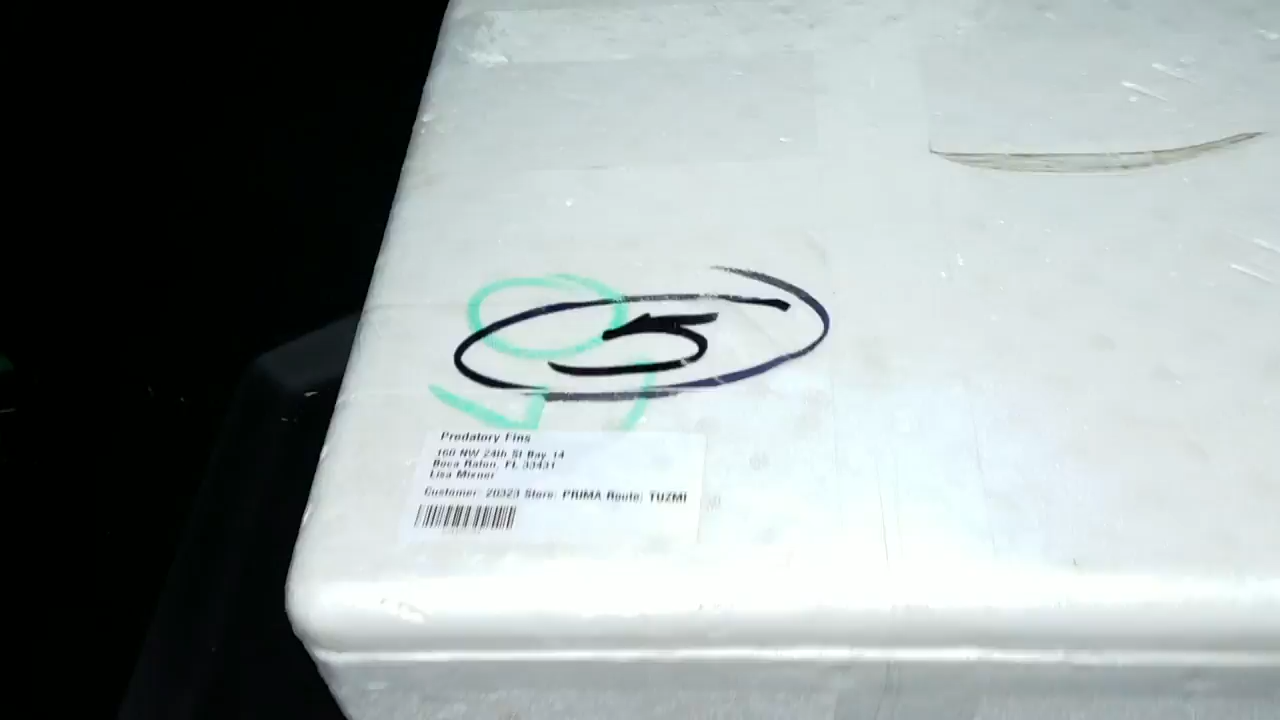 5
Predatory Fins
160 NW 24th St Bay 14
Boca Raton, FL 33431
Lisa Mixner
Customer: 20323 Store: PRIMA Route: TUZMI